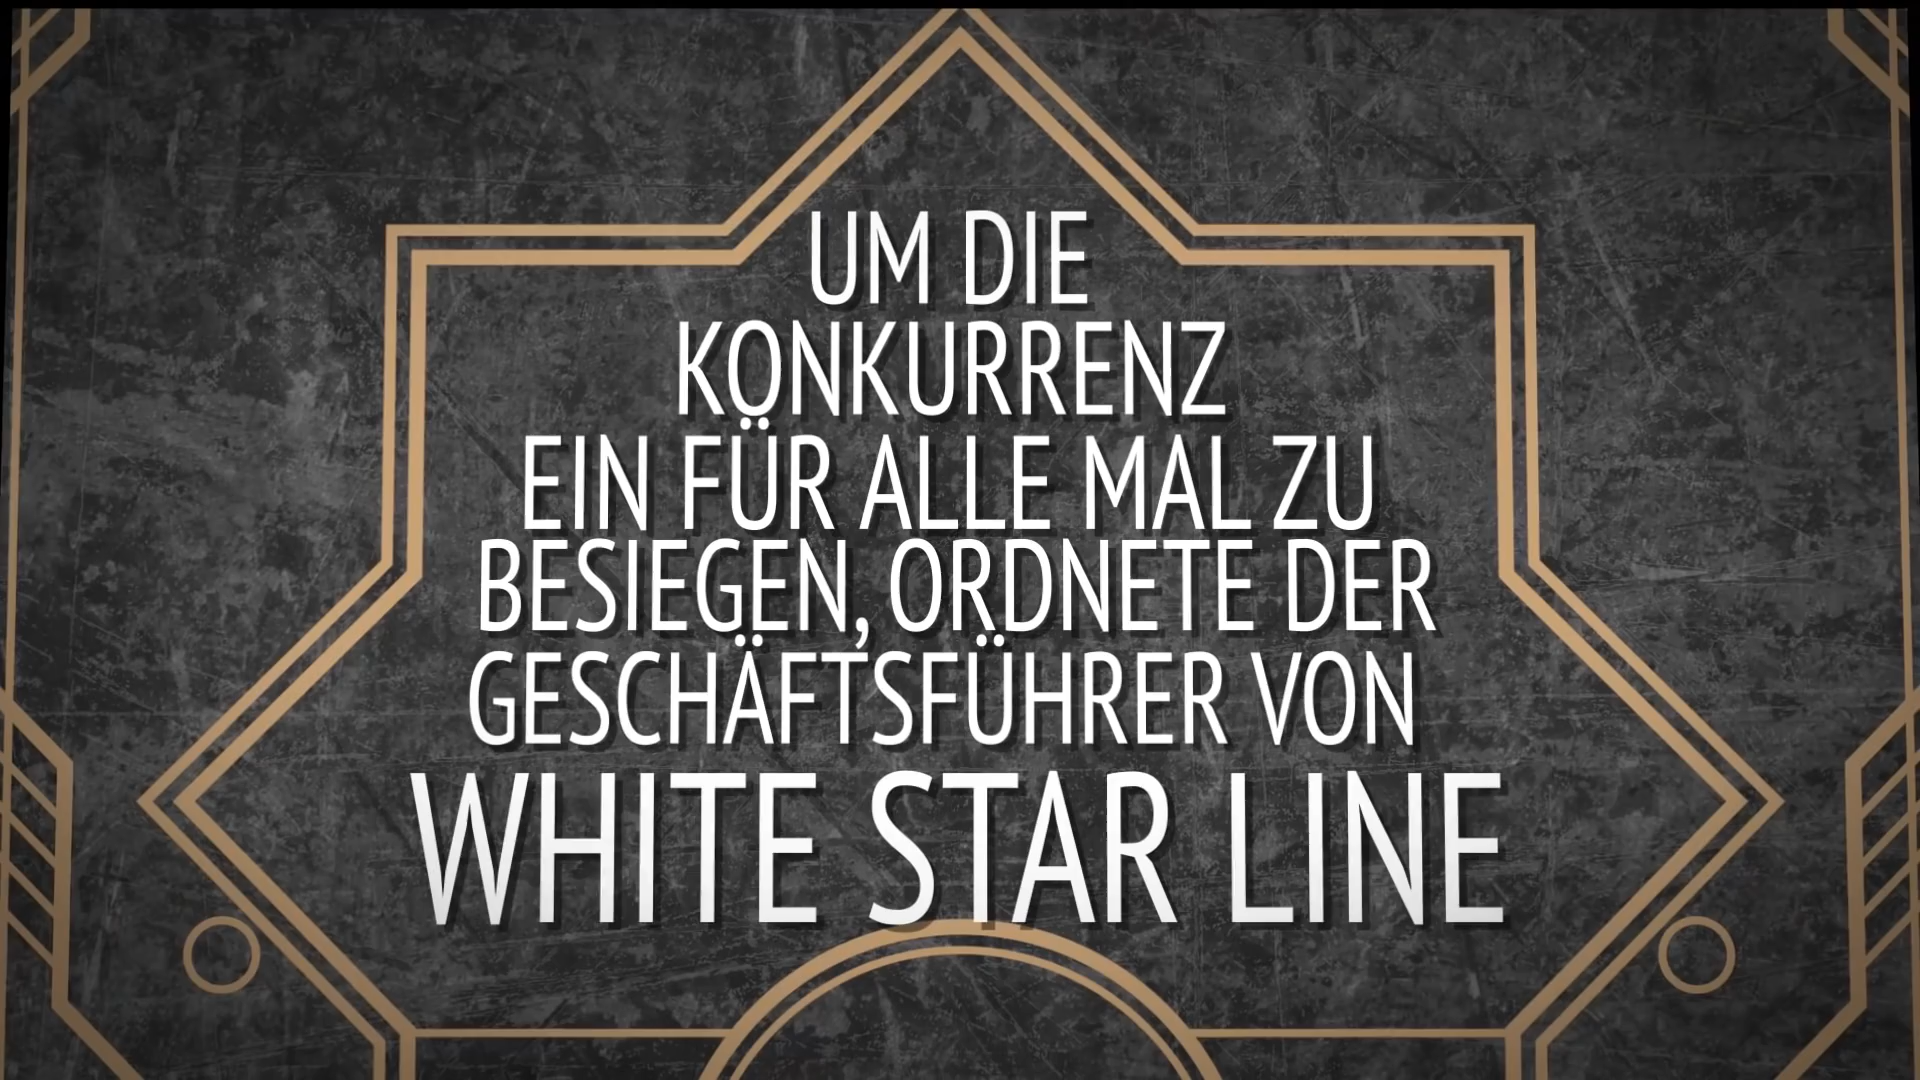 UM DIE
KONKURRENZ
EIN FÜR ALLE MAL ZU
BESIEGEN, ORDNETE DER
GESCHÄFTSFÜHRER VON
WHITE STAR LINE